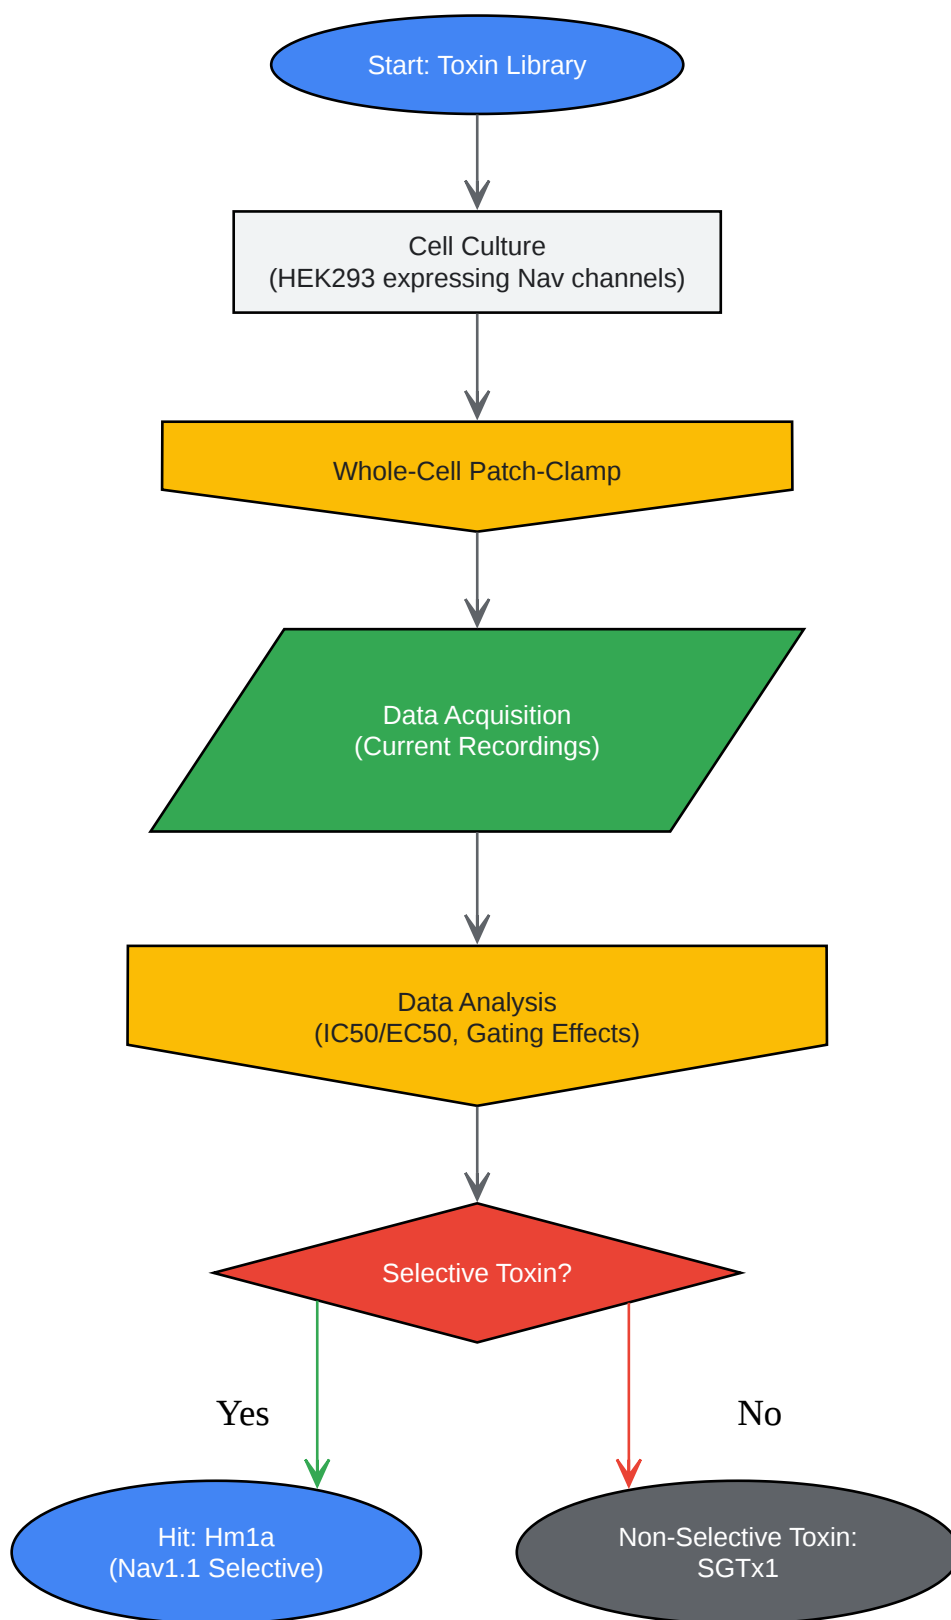 Start: Toxin Library
Cell Culture
(HEK293 expressing Nav channels)
Whole-Cell Patch-Clamp
Data Acquisition
(Current Recordings)
Data Analysis
(IC50/EC50, Gating Effects)
Selective Toxin?
Yes
No
Hit: Hm1a
(Nav1.1 Selective)
Non-Selective Toxin:
SGTx1